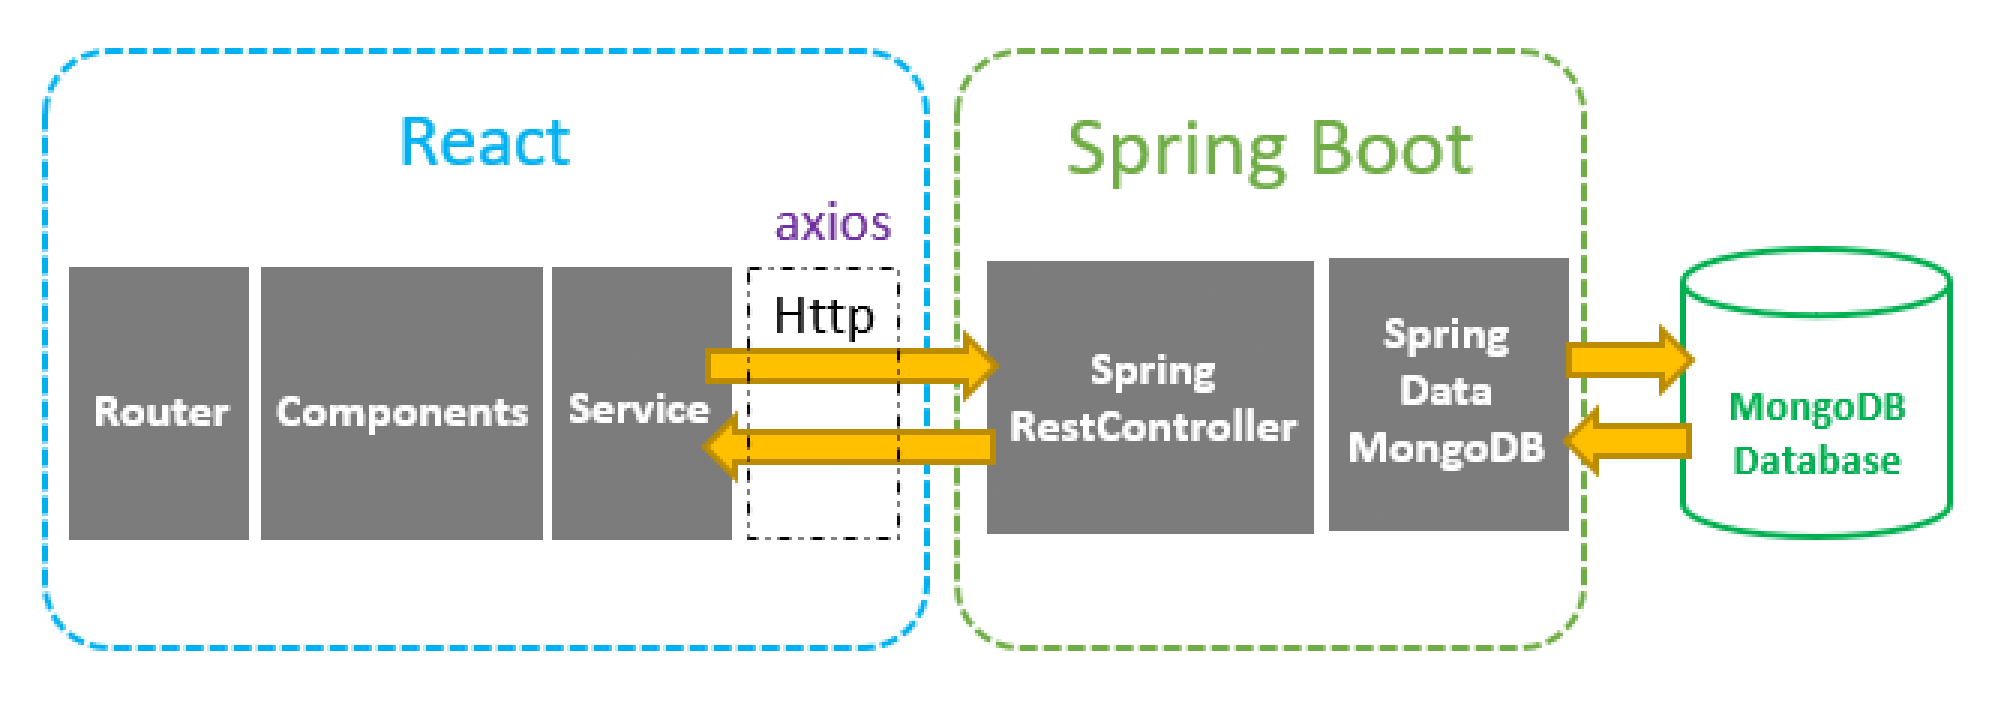 React
Spring Boot
axios
Http
Router
Components
Service
Spring
RestController
Spring
Data
MongoDB
MongoDB
Database